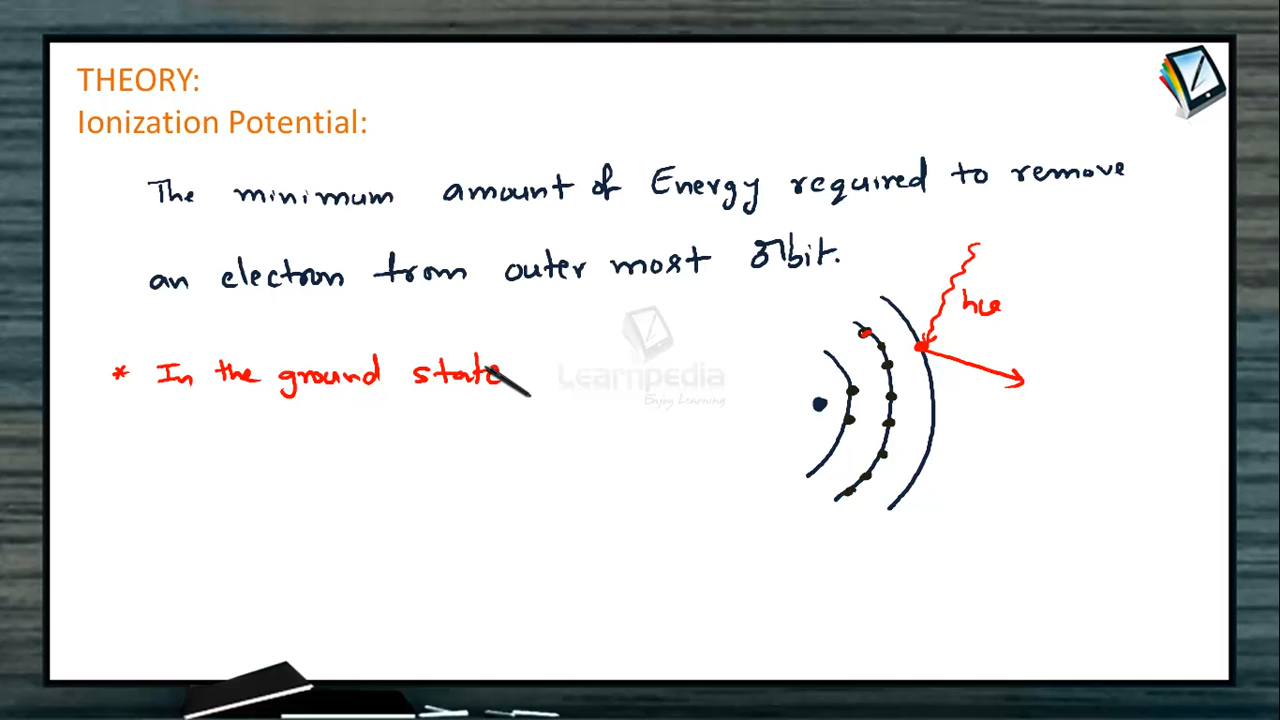 THEORY:
Ionization Potential:
The minimum amount of Energy required to remove
an electron from outer most orbit.
* In the ground state
Learnpedia
Enjoy Learning